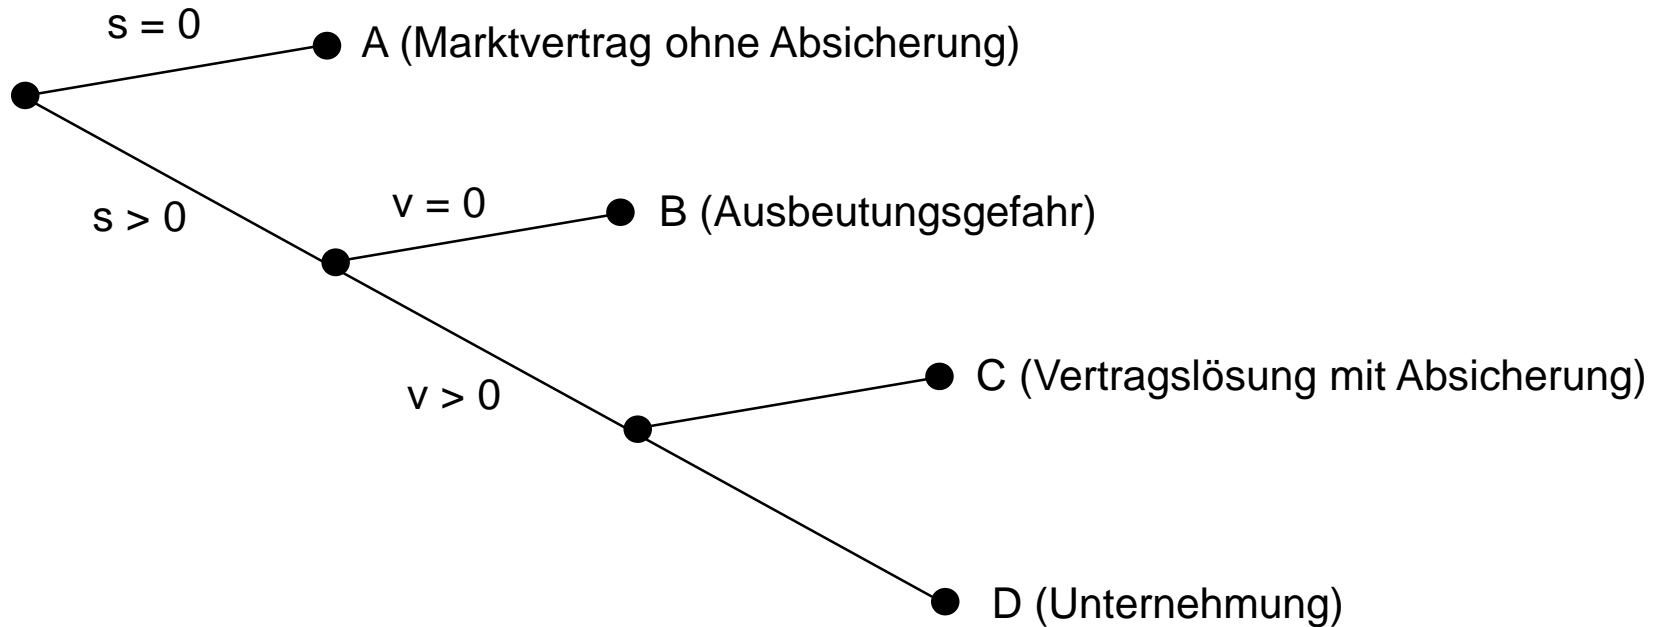 s = 0
A (Marktvertrag ohne Absicherung)
s > 0
v = 0
B (Ausbeutungsgefahr)
v > 0
C (Vertragslösung mit Absicherung)
D (Unternehmung)